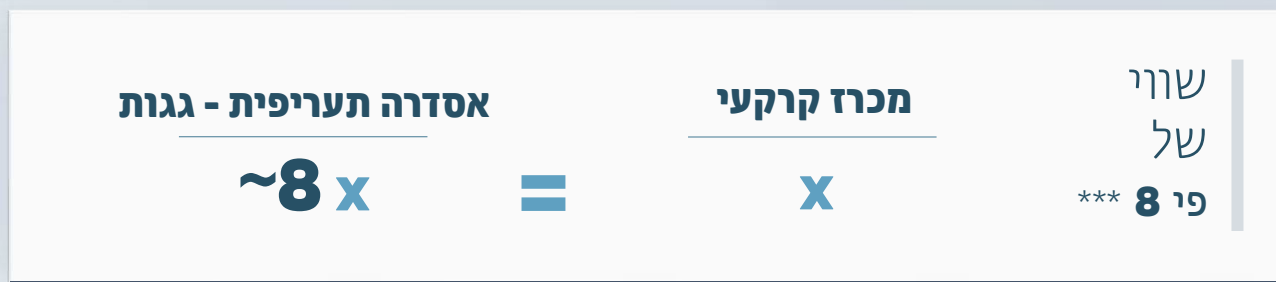 שווי
של
פי 8 ***
מכרז קרקעי
x
=
אסדרה תעריפית - גגות
~8 x